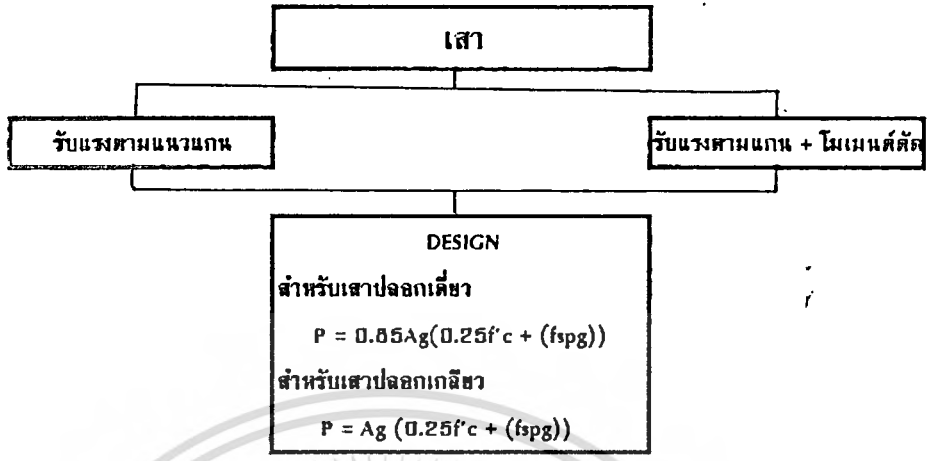 เสา
รับแรงตามแนวแกน
รับแรงตามแกน + โมเมนต์ดัด
DESIGN
สำหรับเสาปลอกเดี่ยว
P = 0.85Ag(0.25f'c + (fspg))
สำหรับเสาปลอกเกลียว
P = Ag (0.25f'c + (fspg))